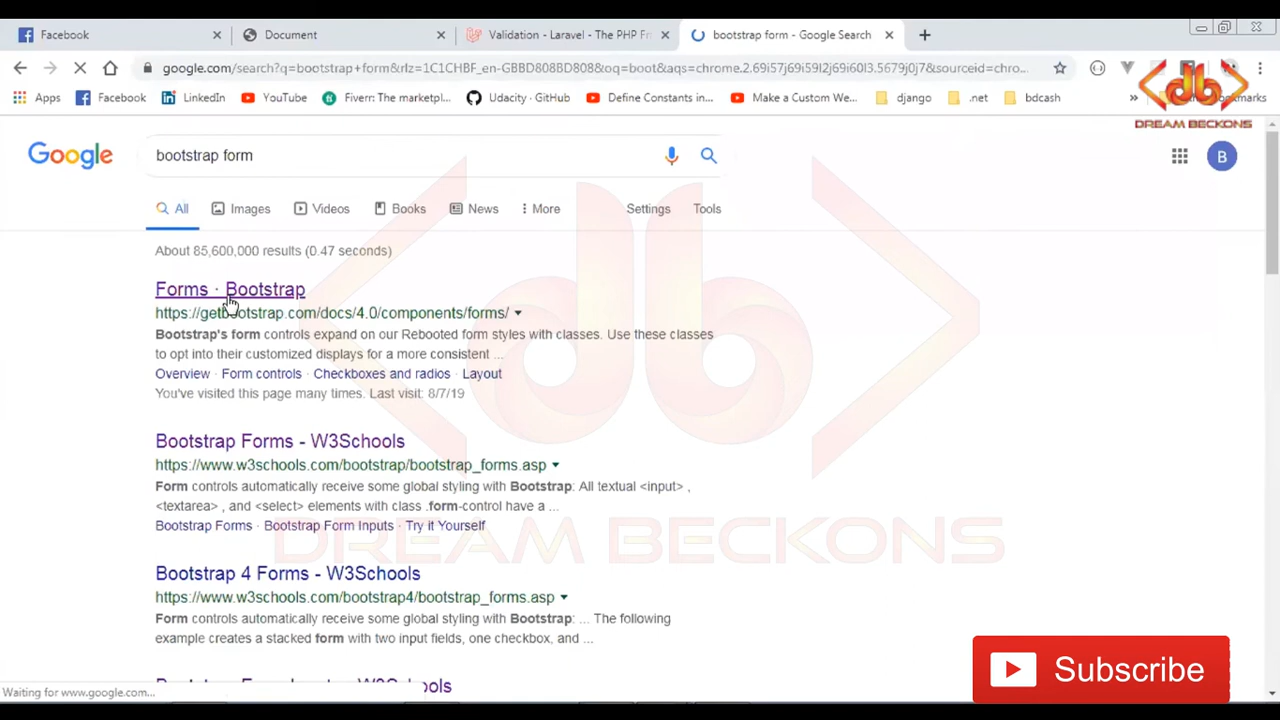 Facebook
Document
Validation - Laravel - The PHP Fr
bootstrap form - Google Search
google.com/search?q=bootstrap+form&rlz=1C1CHBF_en-GBBD808BD808&oq=boot&aqs=chrome.2.69i57j69i59l2j69i60l3.5679j0j7&sourceid=chro...
Apps
Facebook
LinkedIn
YouTube
Fiverr: The marketpl...
Udacity · GitHub
Define Constants in...
Make a Custom We...
django
.net
bdcash
»
Bookmarks
db
DREAM BECKONS
Google
bootstrap form
B
All
Images
Videos
Books
News
More
Settings
Tools
About 85,600,000 results (0.47 seconds)
Forms · Bootstrap
https://getbootstrap.com/docs/4.0/components/forms/
Bootstrap's form controls expand on our Rebooted form styles with classes. Use these classes
to opt into their customized displays for a more consistent ...
Overview · Form controls · Checkboxes and radios · Layout
You've visited this page many times. Last visit: 8/7/19
Bootstrap Forms - W3Schools
https://www.w3schools.com/bootstrap/bootstrap_forms.asp
Form controls automatically receive some global styling with Bootstrap: All textual <input> ,
<textarea> , and <select> elements with class .form-control have a ...
Bootstrap Forms · Bootstrap Form Inputs · Try it Yourself
DREAM BECKONS
Bootstrap 4 Forms - W3Schools
https://www.w3schools.com/bootstrap4/bootstrap_forms.asp
Form controls automatically receive some global styling with Bootstrap: ... The following
example creates a stacked form with two input fields, one checkbox, and ...
W3Schools
Waiting for www.google.com...
Subscribe